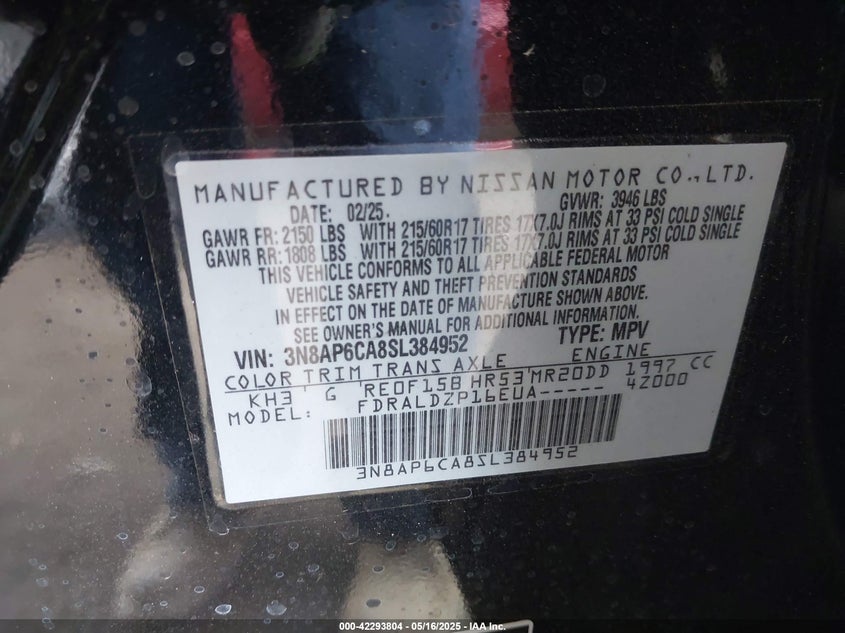 MANUFACTURED BY NISSAN MOTOR CO.,LTD.
DATE: 02/25. GVWR: 3946 LBS
GAWR FR: 2150 LBS WITH 215/60R17 TIRES 17X7.0J RIMS AT 33 PSI COLD SINGLE
GAWR RR: 1808 LBS WITH 215/60R17 TIRES 17X7.0J RIMS AT 33 PSI COLD SINGLE
THIS VEHICLE CONFORMS TO ALL APPLICABLE FEDERAL MOTOR
VEHICLE SAFETY AND THEFT PREVENTION STANDARDS
IN EFFECT ON THE DATE OF MANUFACTURE SHOWN ABOVE.
SEE OWNER'S MANUAL FOR ADDITIONAL INFORMATION
VIN: 3N8AP6CA8SL384952 TYPE: MPV
COLOR TRIM TRANS AXLE ENGINE
KH3 G RE0F15B HR53 MR20DD 1997 CC
MODEL: FDRALDZP16EUA----- 4Z000
3N8AP6CA8SL384952
000-42293804 - 05/16/2025 - IAA Inc.